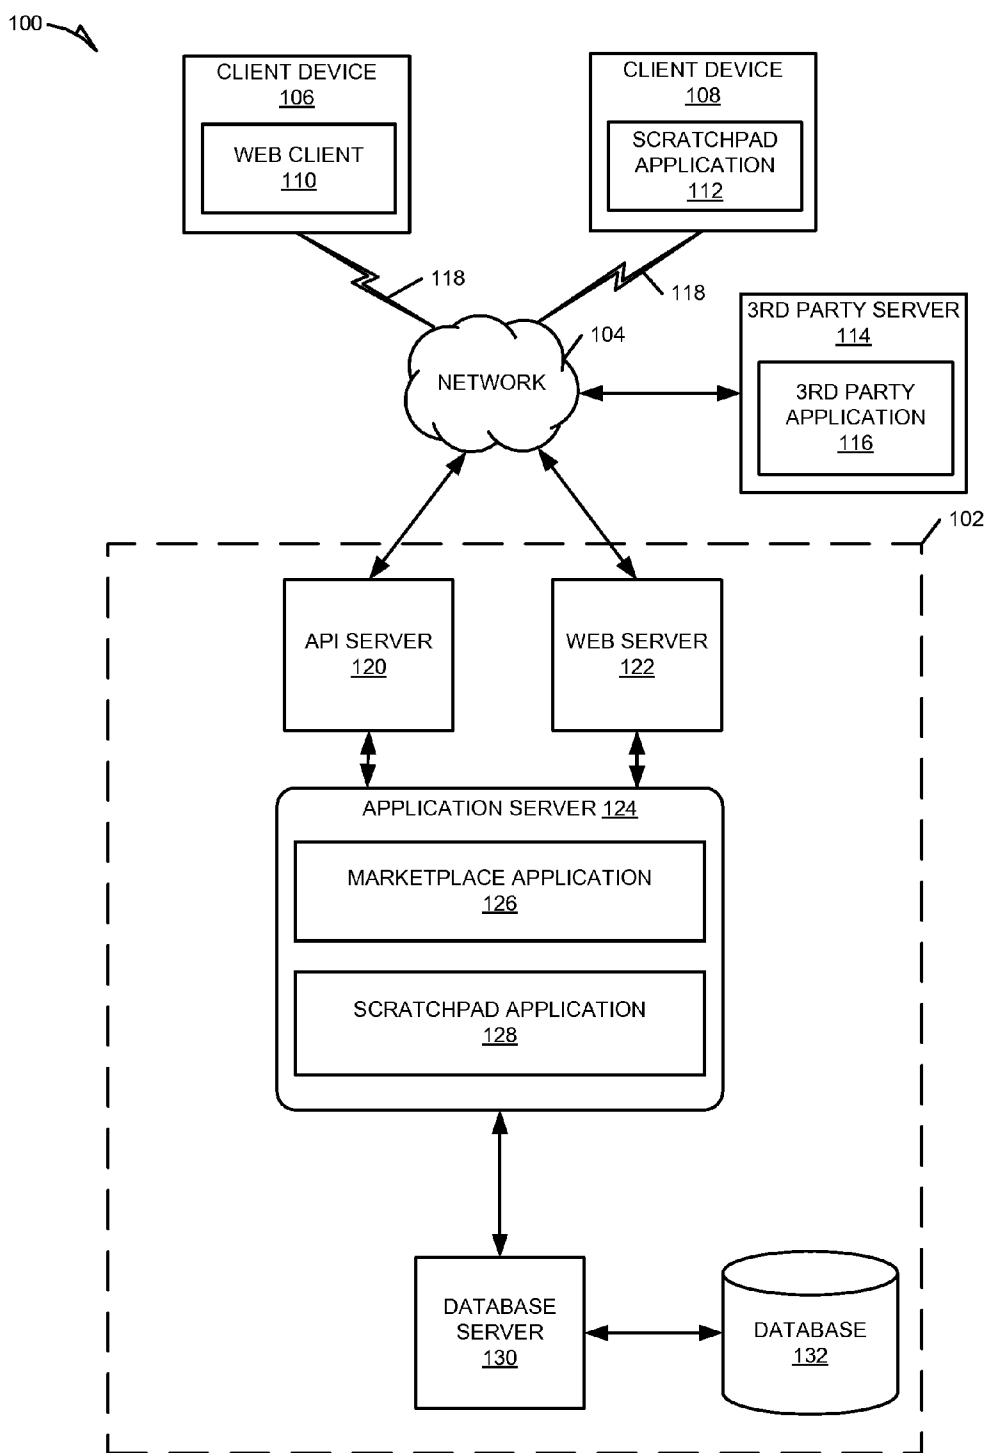 100
CLIENT DEVICE
106
WEB CLIENT
110
CLIENT DEVICE
108
SCRATCHPAD
APPLICATION
112
118
118
104
NETWORK
3RD PARTY SERVER
114
3RD PARTY
APPLICATION
116
102
API SERVER
120
WEB SERVER
122
APPLICATION SERVER 124
MARKETPLACE APPLICATION
126
SCRATCHPAD APPLICATION
128
DATABASE
SERVER
130
DATABASE
132